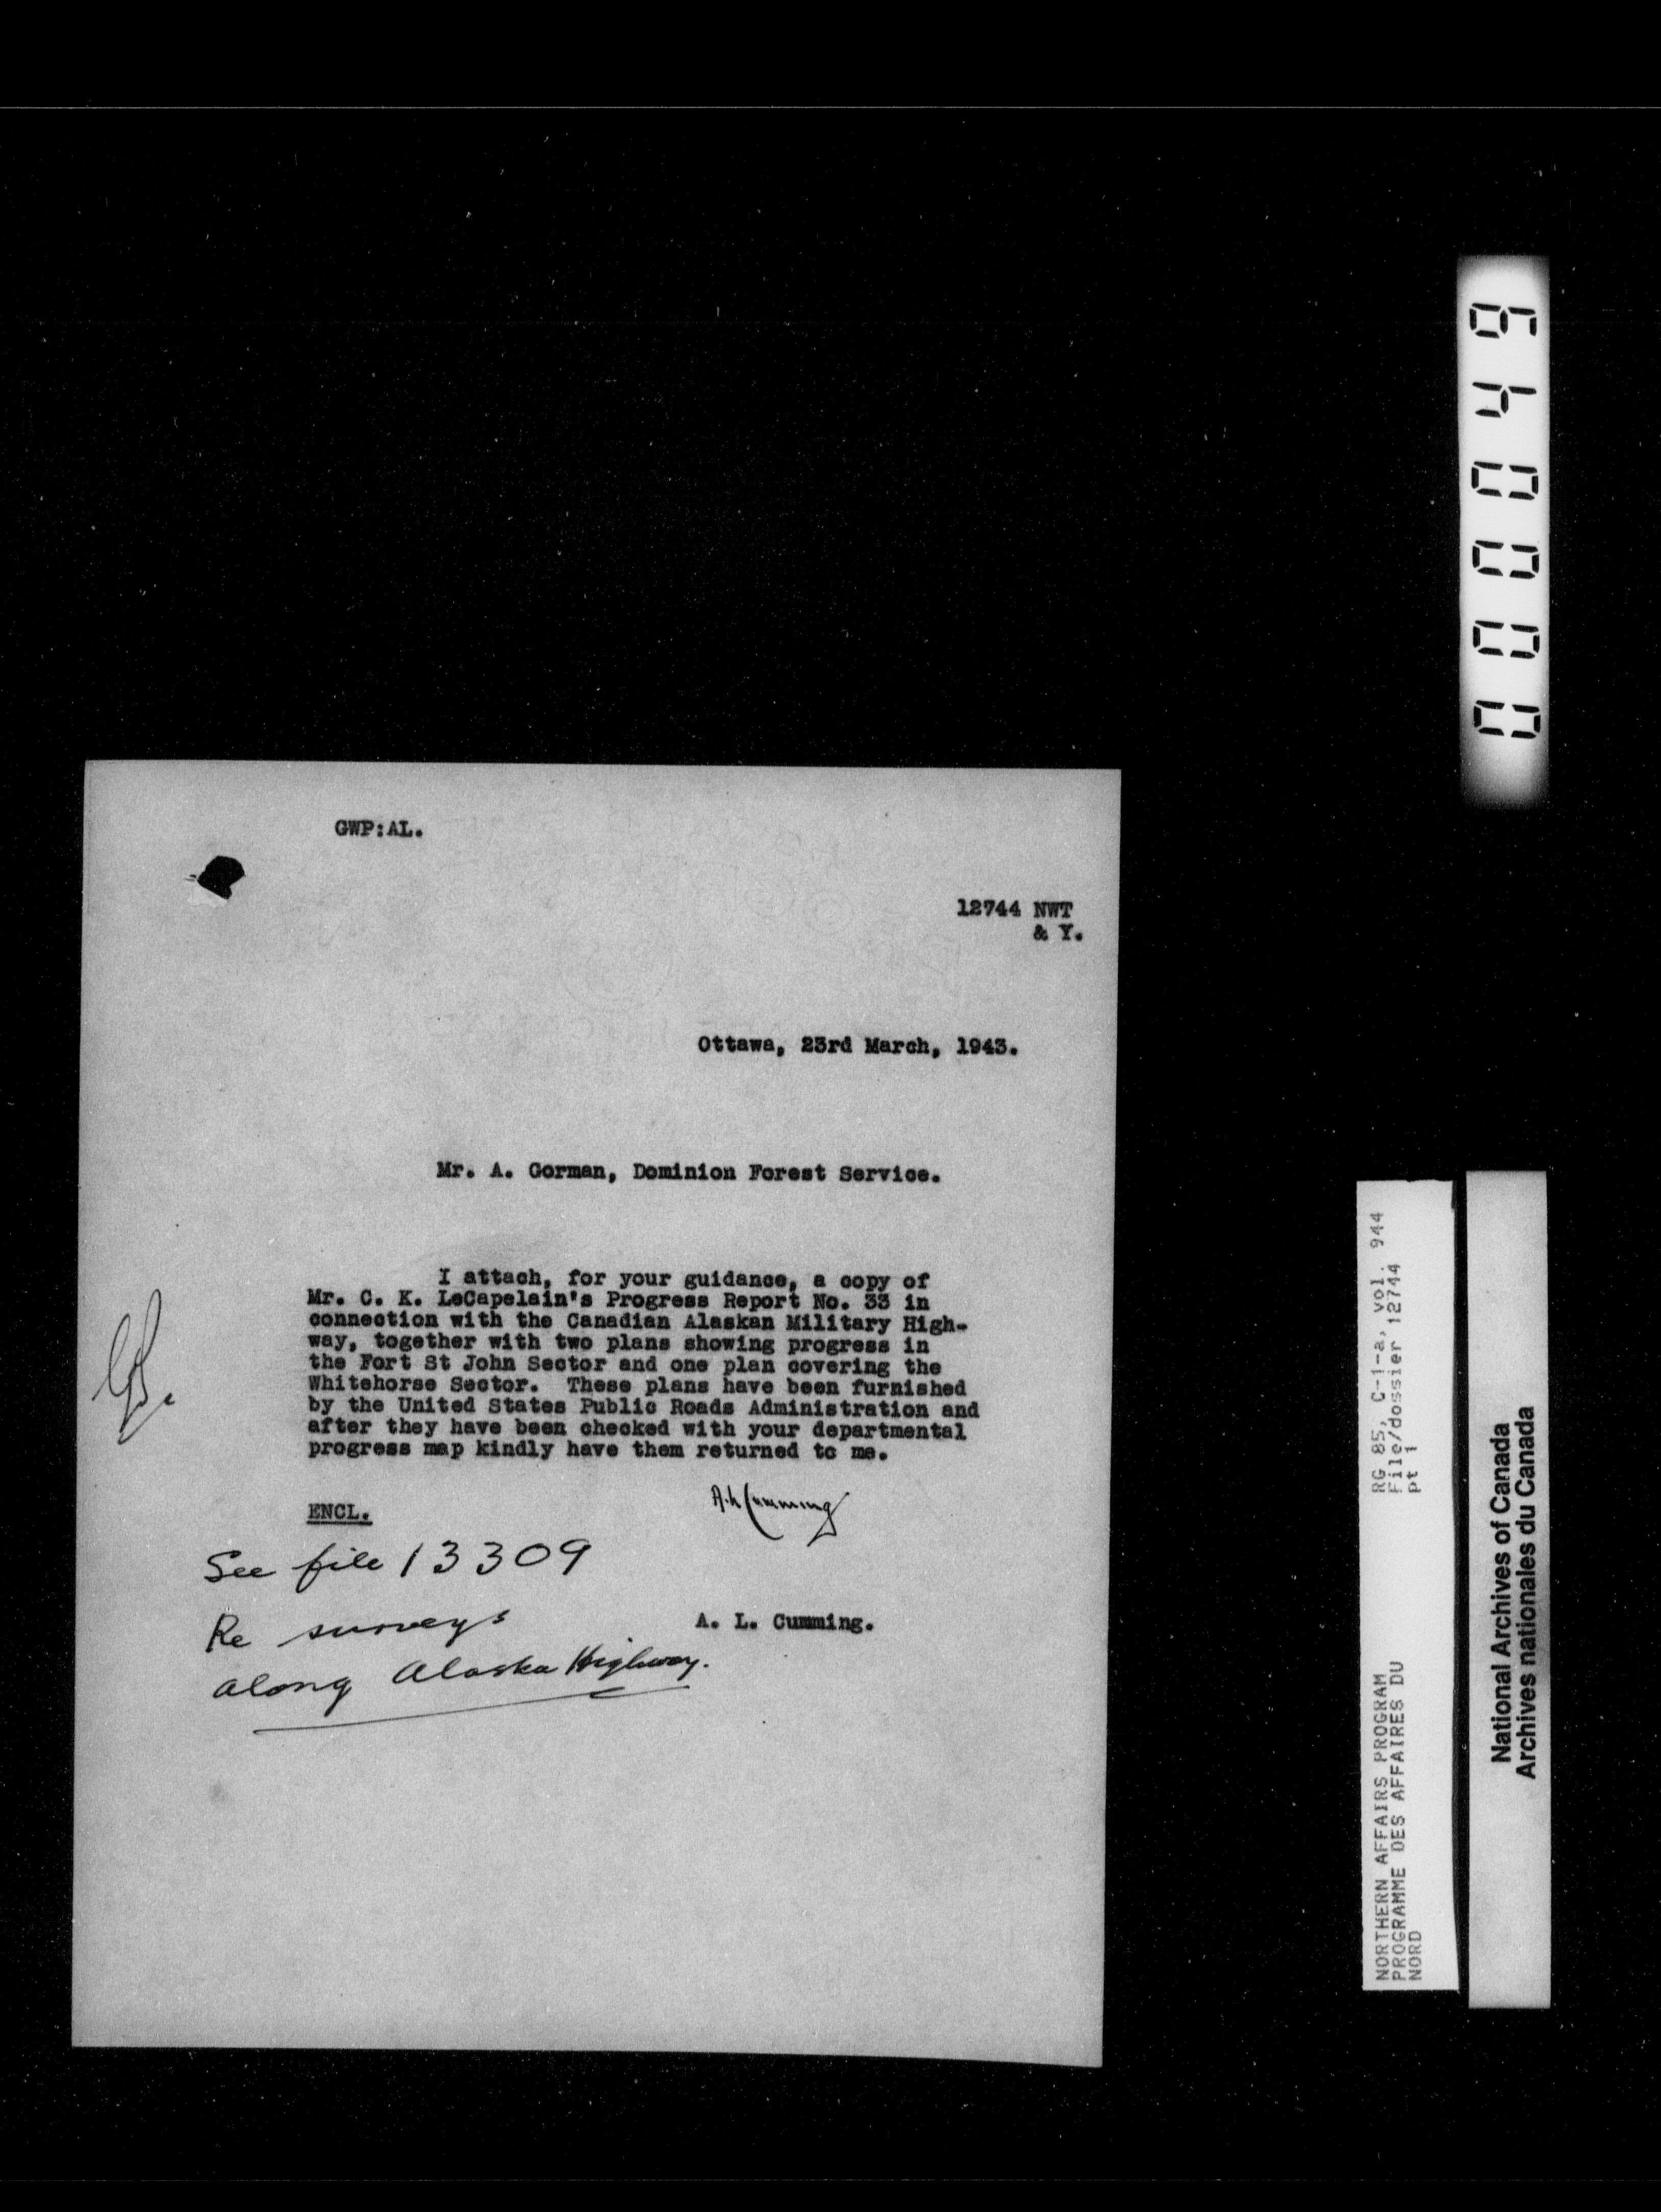 GWP:AL.
12744 NWT
& Y.
Ottawa, 23rd March, 1943.
Mr. A. Gorman, Dominion Forest Service.
I attach, for your guidance, a copy of
Mr. C. K. LeCapelain's Progress Report No. 33 in
connection with the Canadian Alaskan Military High-
way, together with two plans showing progress in
the Fort St John Sector and one plan covering the
Whitehorse Sector. These plans have been furnished
by the United States Public Roads Administration and
after they have been checked with your departmental
progress map kindly have them returned to me.
A. L. Cumming
ENCL.
See file 13309
Re surveys
along Alaska Highway.
A. L. Cumming.
000049
RG 85, C-1-a, vol. 944
File/dossier 12744
pt 1
NORTHERN AFFAIRS PROGRAM
PROGRAMME DES AFFAIRES DU
NORD
National Archives of Canada
Archives nationales du Canada